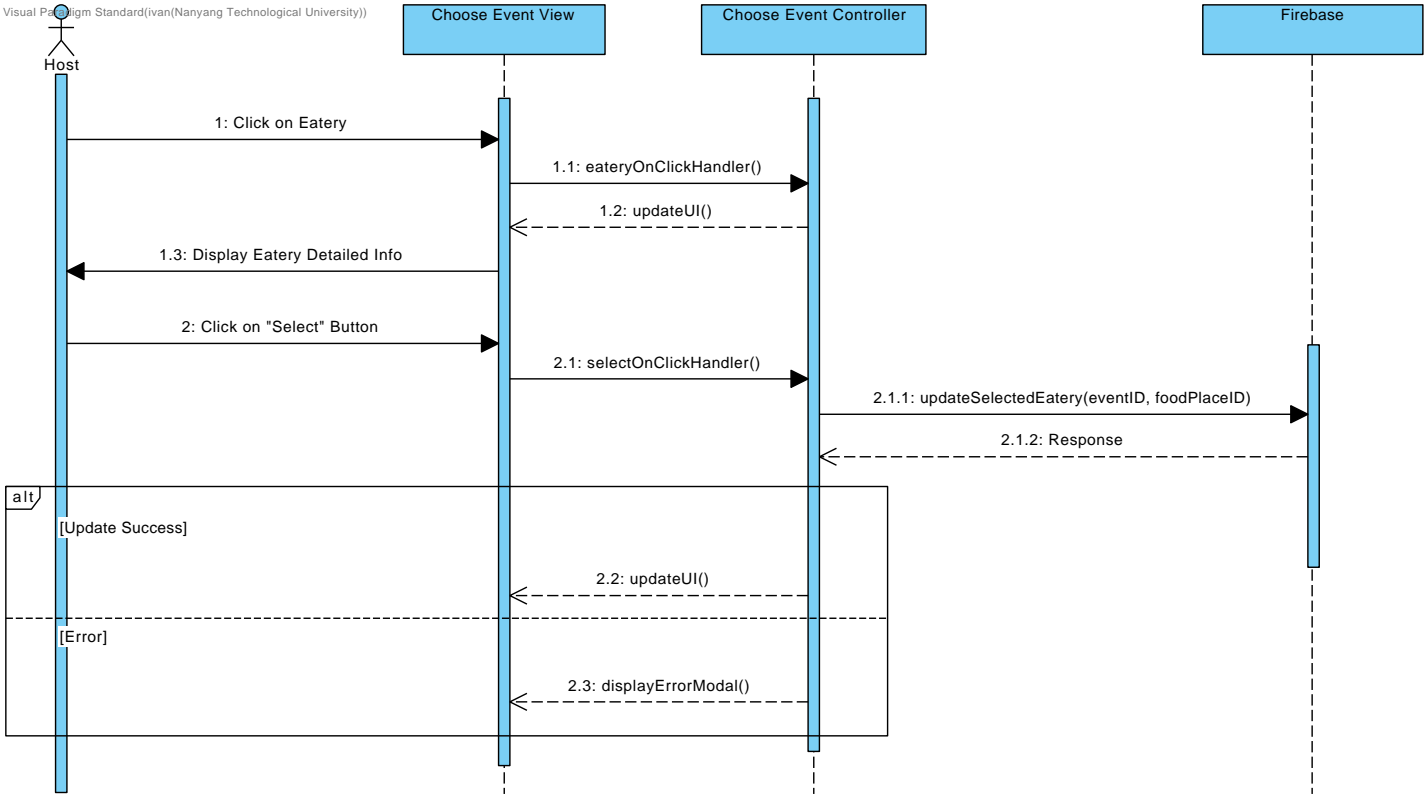 Visual Paradigm Standard(ivan(Nanyang Technological University))
Host
Choose Event View
Choose Event Controller
Firebase
1: Click on Eatery
1.1: eateryOnClickHandler()
1.2: updateUI()
1.3: Display Eatery Detailed Info
2: Click on "Select" Button
2.1: selectOnClickHandler()
2.1.1: updateSelectedEatery(eventID, foodPlaceID)
2.1.2: Response
alt
[Update Success]
2.2: updateUI()
[Error]
2.3: displayErrorModal()